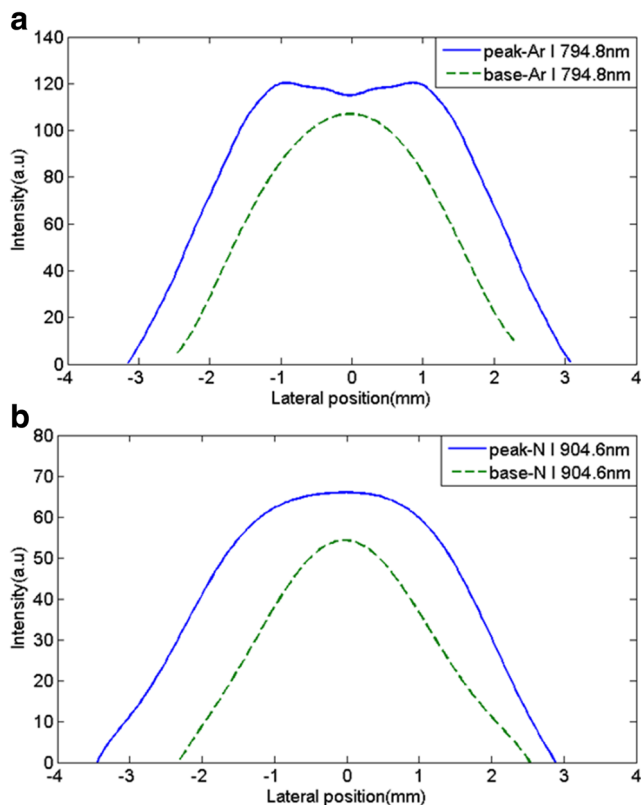 a
140
120
100
80
60
40
20
0
Intensity(a.u)
peak-Ar I 794.8nm
base-Ar I 794.8nm
-4 -3 -2 -1 0 1 2 3 4
Lateral position(mm)
b
80
70
60
50
40
30
20
10
0
Intensity(a.u)
peak-N I 904.6nm
base-N I 904.6nm
-4 -3 -2 -1 0 1 2 3 4
Lateral position(mm)